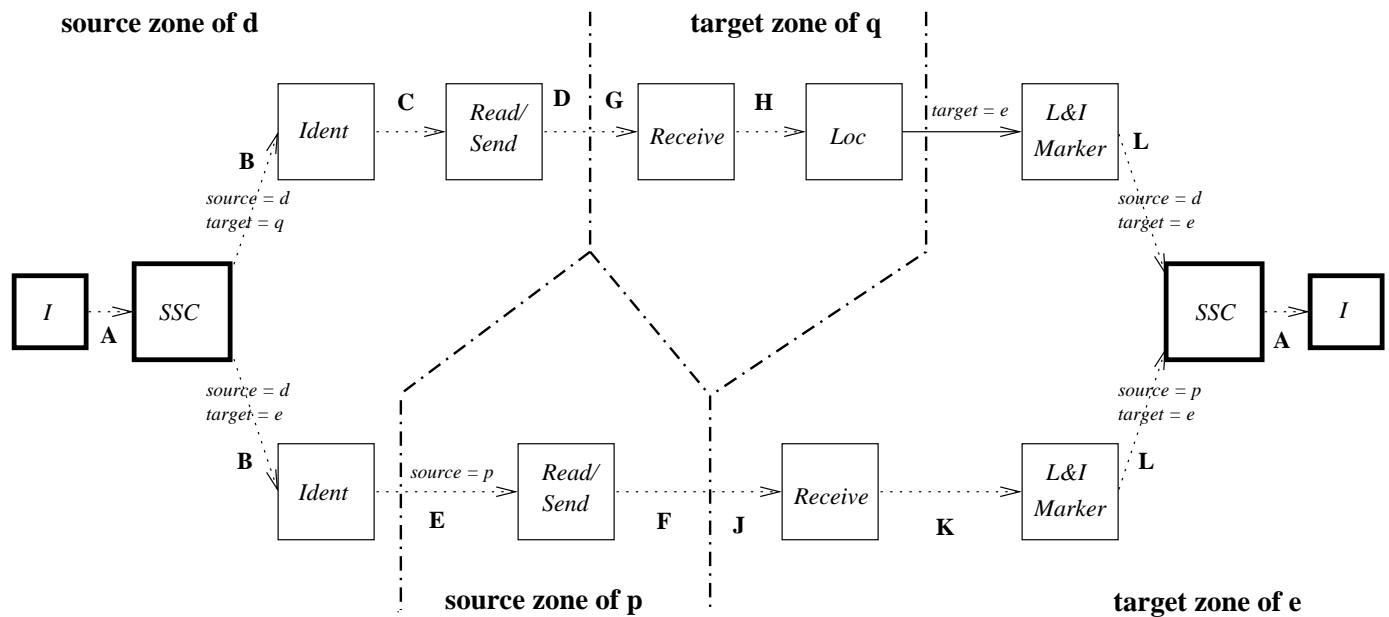 source zone of d
target zone of q
C
D
G
H
target = e
Ident
Read/
Send
Receive
Loc
L&I
Marker
B
L
source = d
target = q
source = d
target = e
I
A
SSC
SSC
A
I
source = d
target = e
source = p
target = e
B
Ident
source = p
E
Read/
Send
F
J
Receive
K
L&I
Marker
L
source zone of p
target zone of e